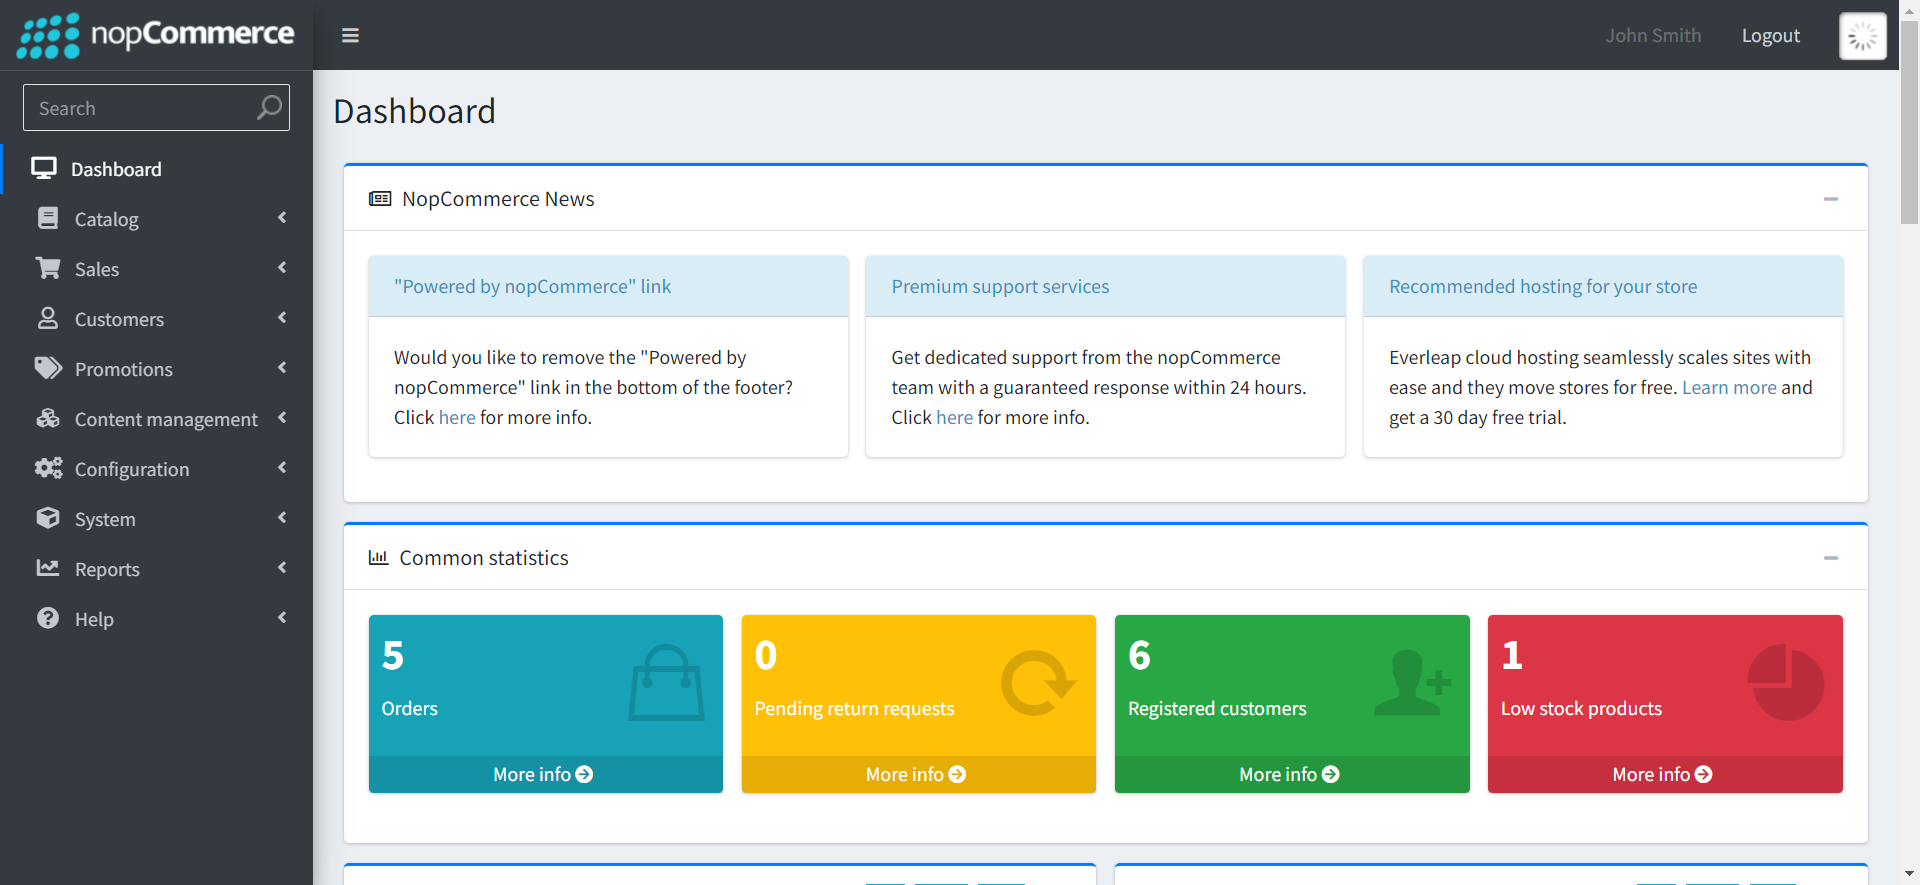 nopCommerce
John Smith
Logout
Search
Dashboard
Catalog
Sales
Customers
Promotions
Content management
Configuration
System
Reports
Help
Dashboard
NopCommerce News
"Powered by nopCommerce" link
Would you like to remove the "Powered by
nopCommerce" link in the bottom of the footer?
Click here for more info.
Premium support services
Get dedicated support from the nopCommerce
team with a guaranteed response within 24 hours.
Click here for more info.
Recommended hosting for your store
Everleap cloud hosting seamlessly scales sites with
ease and they move stores for free. Learn more and
get a 30 day free trial.
Common statistics
5
Orders
More info
0
Pending return requests
More info
6
Registered customers
More info
1
Low stock products
More info